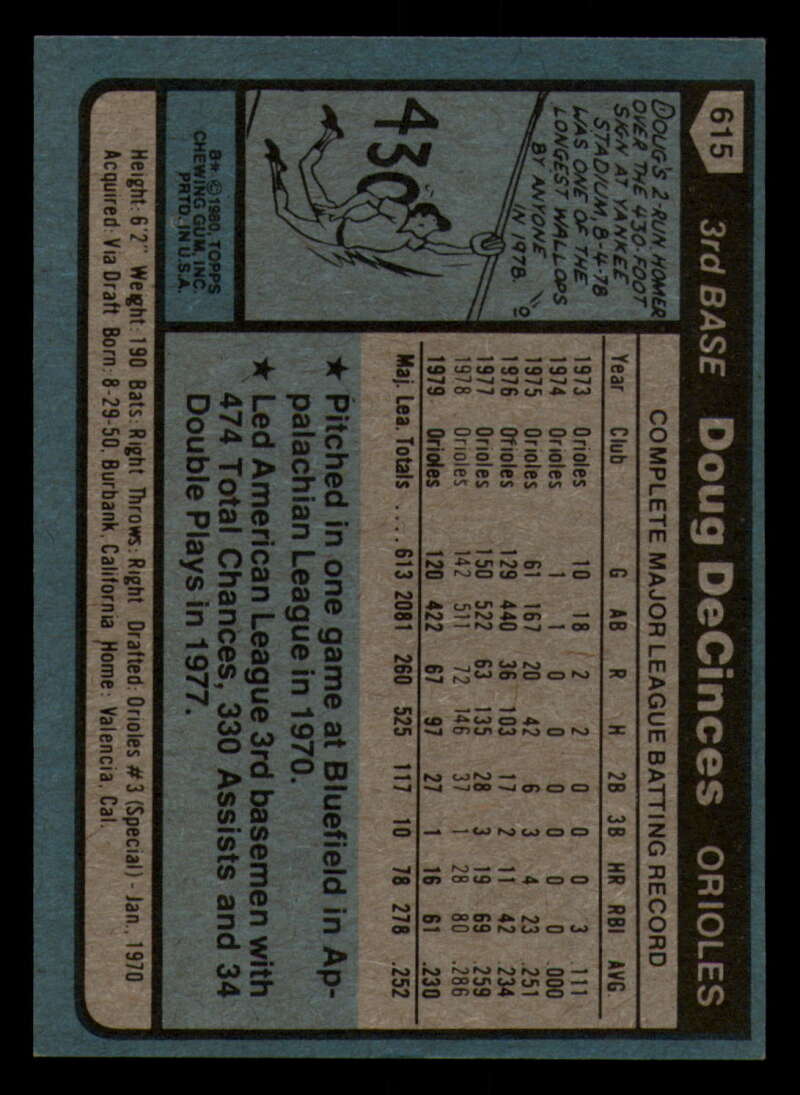 615 3rd BASE Doug DeCinces ORIOLES
DOUG'S 2-RUN HOMER
OVER THE 430-FOOT
SIGN AT YANKEE
STADIUM, 8-4-78
WAS ONE OF THE
LONGEST WALLOPS
BY ANYONE
IN 1978.
430
8* © 1980, TOPPS
CHEWING GUM, INC.
PRTD. IN U.S.A.
COMPLETE MAJOR LEAGUE BATTING RECORD
Year Club G AB R H 2B 3B HR RBI AVG.
1973 Orioles 10 18 2 2 0 0 0 3 .111
1974 Orioles 1 1 0 0 0 0 0 0 .000
1975 Orioles 61 167 20 42 6 3 4 23 .251
1976 Orioles 129 440 36 103 17 2 11 42 .234
1977 Orioles 150 522 63 135 28 3 19 69 .259
1978 Orioles 142 511 72 146 37 1 28 80 .286
1979 Orioles 120 422 67 97 27 1 16 61 .230
Maj. Lea. Totals .... 613 2081 260 525 117 10 78 278 .252
★ Pitched in one game at Bluefield in Ap-
palachian League in 1970.
★ Led American League 3rd basemen with
474 Total Chances, 330 Assists and 34
Double Plays in 1977.
Height: 6'2" Weight: 190 Bats: Right Throws: Right Drafted: Orioles #3 (Special) - Jan., 1970
Acquired: Via Draft Born: 8-29-50, Burbank, California Home: Valencia, Cal.